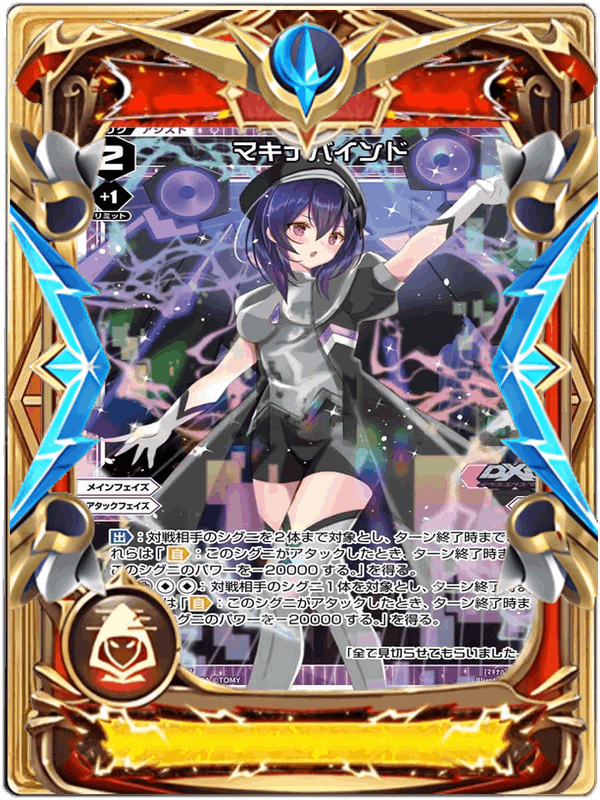 アシスト
マキナバインド
2
+1
リミット
メインフェイズ
アタックフェイズ
DX
出：対戦相手のシグニを２体まで対象とし、ターン終了時まで、
れらは「自：このシグニがアタックしたとき、ターン終了時ま
このシグニのパワーを－20000する。」を得る。
：対戦相手のシグニ１体を対象とし、ターン終了
は「自：このシグニがアタックしたとき、ターン終了時ま
グニのパワーを－20000する。」を得る。
「全て見切らせてもらいました。
©TOMY